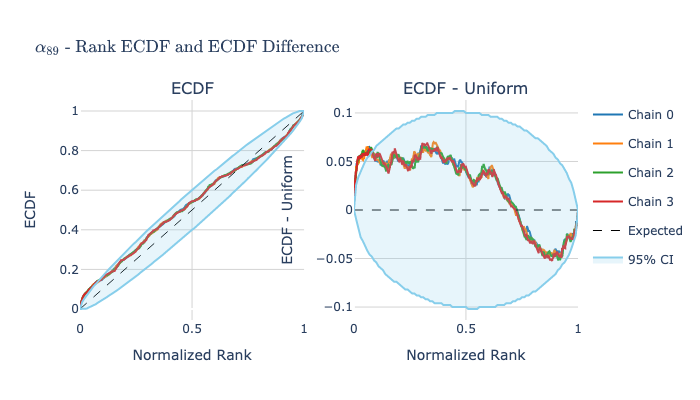 α₈₉ - Rank ECDF and ECDF Difference
ECDF
ECDF - Uniform
ECDF
1
0.8
0.6
0.4
0.2
0
0
0.5
1
Normalized Rank
ECDF - Uniform
0.1
0.05
0
−0.05
−0.1
0
0.5
1
Normalized Rank
Chain 0
Chain 1
Chain 2
Chain 3
Expected
95% CI